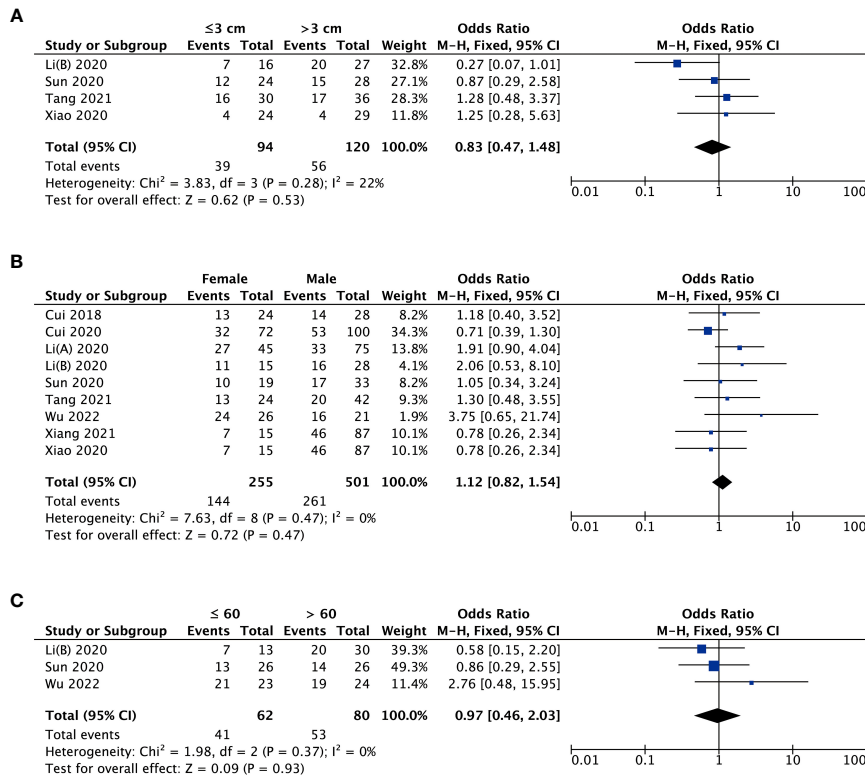 A
≤3 cm >3 cm Odds Ratio Odds Ratio
Study or Subgroup Events Total Events Total Weight M-H, Fixed, 95% CI M-H, Fixed, 95% CI
Li(B) 2020 7 16 20 27 32.8% 0.27 [0.07, 1.01]
Sun 2020 12 24 15 28 27.1% 0.87 [0.29, 2.58]
Tang 2021 16 30 17 36 28.3% 1.28 [0.48, 3.37]
Xiao 2020 4 24 4 29 11.8% 1.25 [0.28, 5.63]
Total (95% CI) 94 120 100.0% 0.83 [0.47, 1.48]
Total events 39 56
Heterogeneity: Chi² = 3.83, df = 3 (P = 0.28); I² = 22%
Test for overall effect: Z = 0.62 (P = 0.53)
0.01 0.1 1 10 100
B
Female Male Odds Ratio Odds Ratio
Study or Subgroup Events Total Events Total Weight M-H, Fixed, 95% CI M-H, Fixed, 95% CI
Cui 2018 13 24 14 28 8.2% 1.18 [0.40, 3.52]
Cui 2020 32 72 53 100 34.3% 0.71 [0.39, 1.30]
Li(A) 2020 27 45 33 75 13.8% 1.91 [0.90, 4.04]
Li(B) 2020 11 15 16 28 4.1% 2.06 [0.53, 8.10]
Sun 2020 10 19 17 33 8.2% 1.05 [0.34, 3.24]
Tang 2021 13 24 20 42 9.3% 1.30 [0.48, 3.55]
Wu 2022 24 26 16 21 1.9% 3.75 [0.65, 21.74]
Xiang 2021 7 15 46 87 10.1% 0.78 [0.26, 2.34]
Xiao 2020 7 15 46 87 10.1% 0.78 [0.26, 2.34]
Total (95% CI) 255 501 100.0% 1.12 [0.82, 1.54]
Total events 144 261
Heterogeneity: Chi² = 7.63, df = 8 (P = 0.47); I² = 0%
Test for overall effect: Z = 0.72 (P = 0.47)
0.01 0.1 1 10 100
C
≤ 60 > 60 Odds Ratio Odds Ratio
Study or Subgroup Events Total Events Total Weight M-H, Fixed, 95% CI M-H, Fixed, 95% CI
Li(B) 2020 7 13 20 30 39.3% 0.58 [0.15, 2.20]
Sun 2020 13 26 14 26 49.3% 0.86 [0.29, 2.55]
Wu 2022 21 23 19 24 11.4% 2.76 [0.48, 15.95]
Total (95% CI) 62 80 100.0% 0.97 [0.46, 2.03]
Total events 41 53
Heterogeneity: Chi² = 1.98, df = 2 (P = 0.37); I² = 0%
Test for overall effect: Z = 0.09 (P = 0.93)
0.01 0.1 1 10 100